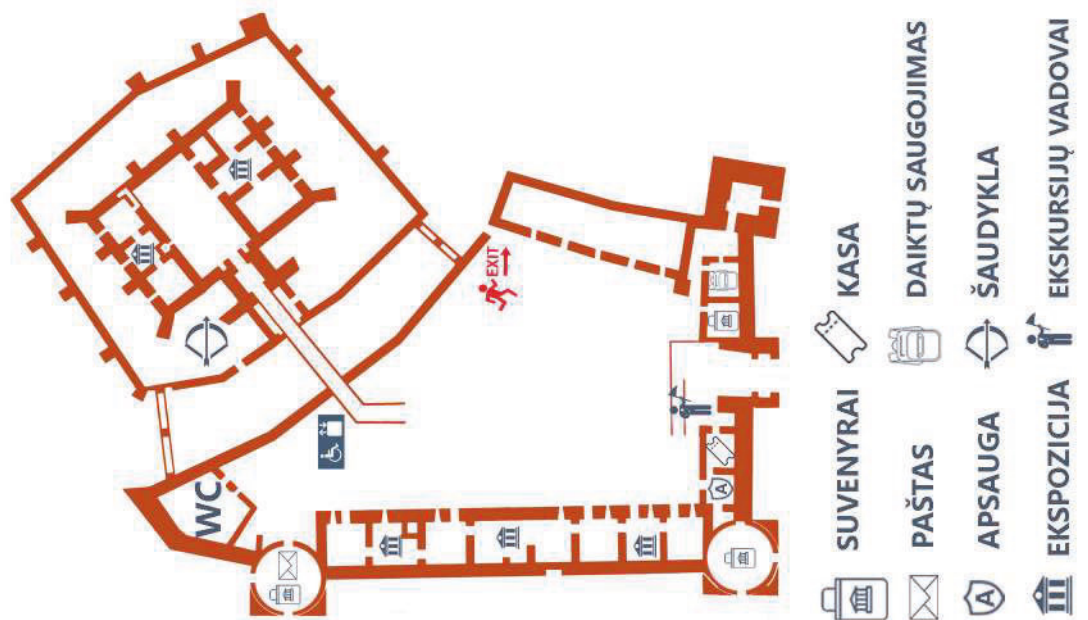 WC
EXIT
A
SUVENYRAI
PAŠTAS
A APSAUGA
EKSPOZICIJA
KASA
DAIKTŲ SAUGOJIMAS
ŠAUDYKLA
EKSKURSIJŲ VADOVAI